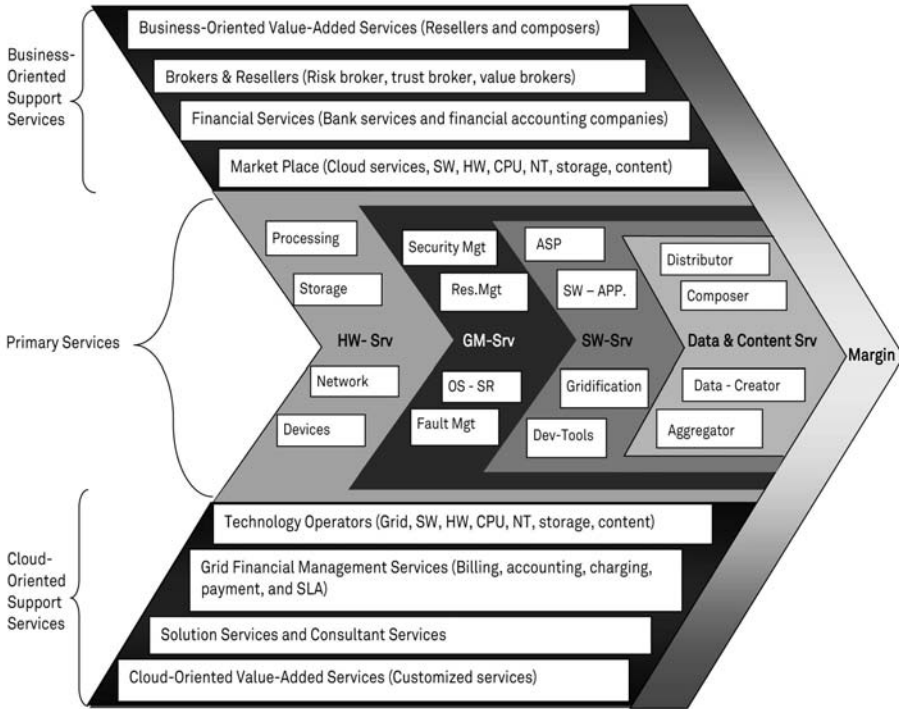 Business-Oriented Value-Added Services (Resellers and composers)
Business-
Oriented
Support
Services
Brokers & Resellers (Risk broker, trust broker, value brokers)
Financial Services (Bank services and financial accounting companies)
Market Place (Cloud services, SW, HW, CPU, NT, storage, content)
Primary Services
Processing
Storage
HW- Srv
Network
Devices
Security Mgt
Res.Mgt
GM-Srv
OS - SR
Fault Mgt
ASP
SW – APP.
SW-Srv
Gridification
Dev-Tools
Distributor
Composer
Data & Content Srv
Data - Creator
Aggregator
Margin
Cloud-
Oriented
Support
Services
Technology Operators (Grid, SW, HW, CPU, NT, storage, content)
Grid Financial Management Services (Billing, accounting, charging,
payment, and SLA)
Solution Services and Consultant Services
Cloud-Oriented Value-Added Services (Customized services)